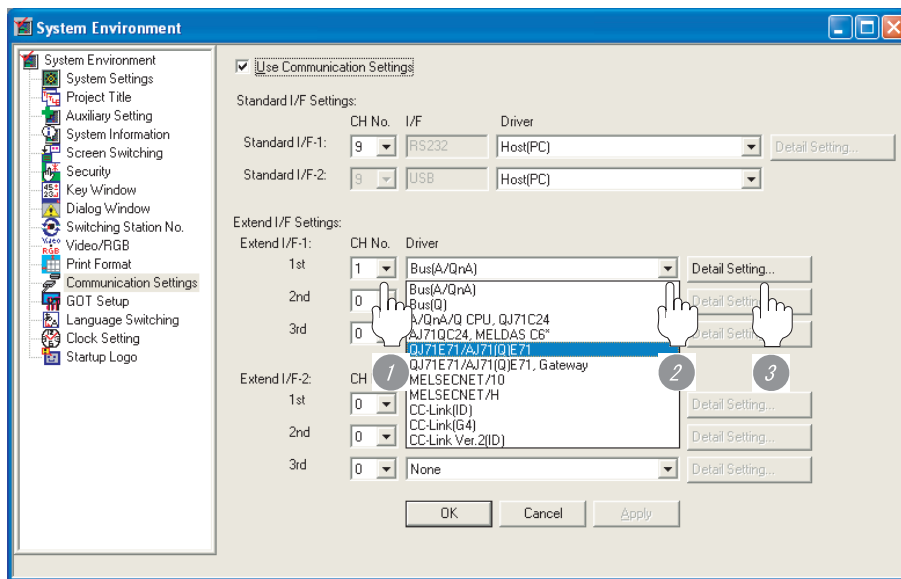 System Environment
System Environment
System Settings
Project Title
Auxiliary Setting
System Information
Screen Switching
Security
Key Window
Dialog Window
Switching Station No.
Video/RGB
Print Format
Communication Settings
GOT Setup
Language Switching
Clock Setting
Startup Logo
Use Communication Settings
Standard I/F Settings:
CH No. I/F Driver
Standard I/F-1: 9 RS232 Host(PC) Detail Setting...
Standard I/F-2: 9 USB Host(PC)
Extend I/F Settings:
Extend I/F-1: CH No. Driver
1st 1 Bus(A/QnA) Detail Setting...
2nd 0 Detail Setting...
3rd 0 Detail Setting...
Bus(A/QnA)
Bus(Q)
A/QnA/Q CPU, QJ71C24
AJ71QC24, MELDAS C6*
QJ71E71/AJ71(Q)E71
QJ71E71/AJ71(Q)E71, Gateway
MELSECNET/10
MELSECNET/H
CC-Link(ID)
CC-Link(G4)
CC-Link Ver.2(ID)
1 2 3
Extend I/F-2: CH
1st 0 Detail Setting...
2nd 0 Detail Setting...
3rd 0 None Detail Setting...
OK Cancel Apply